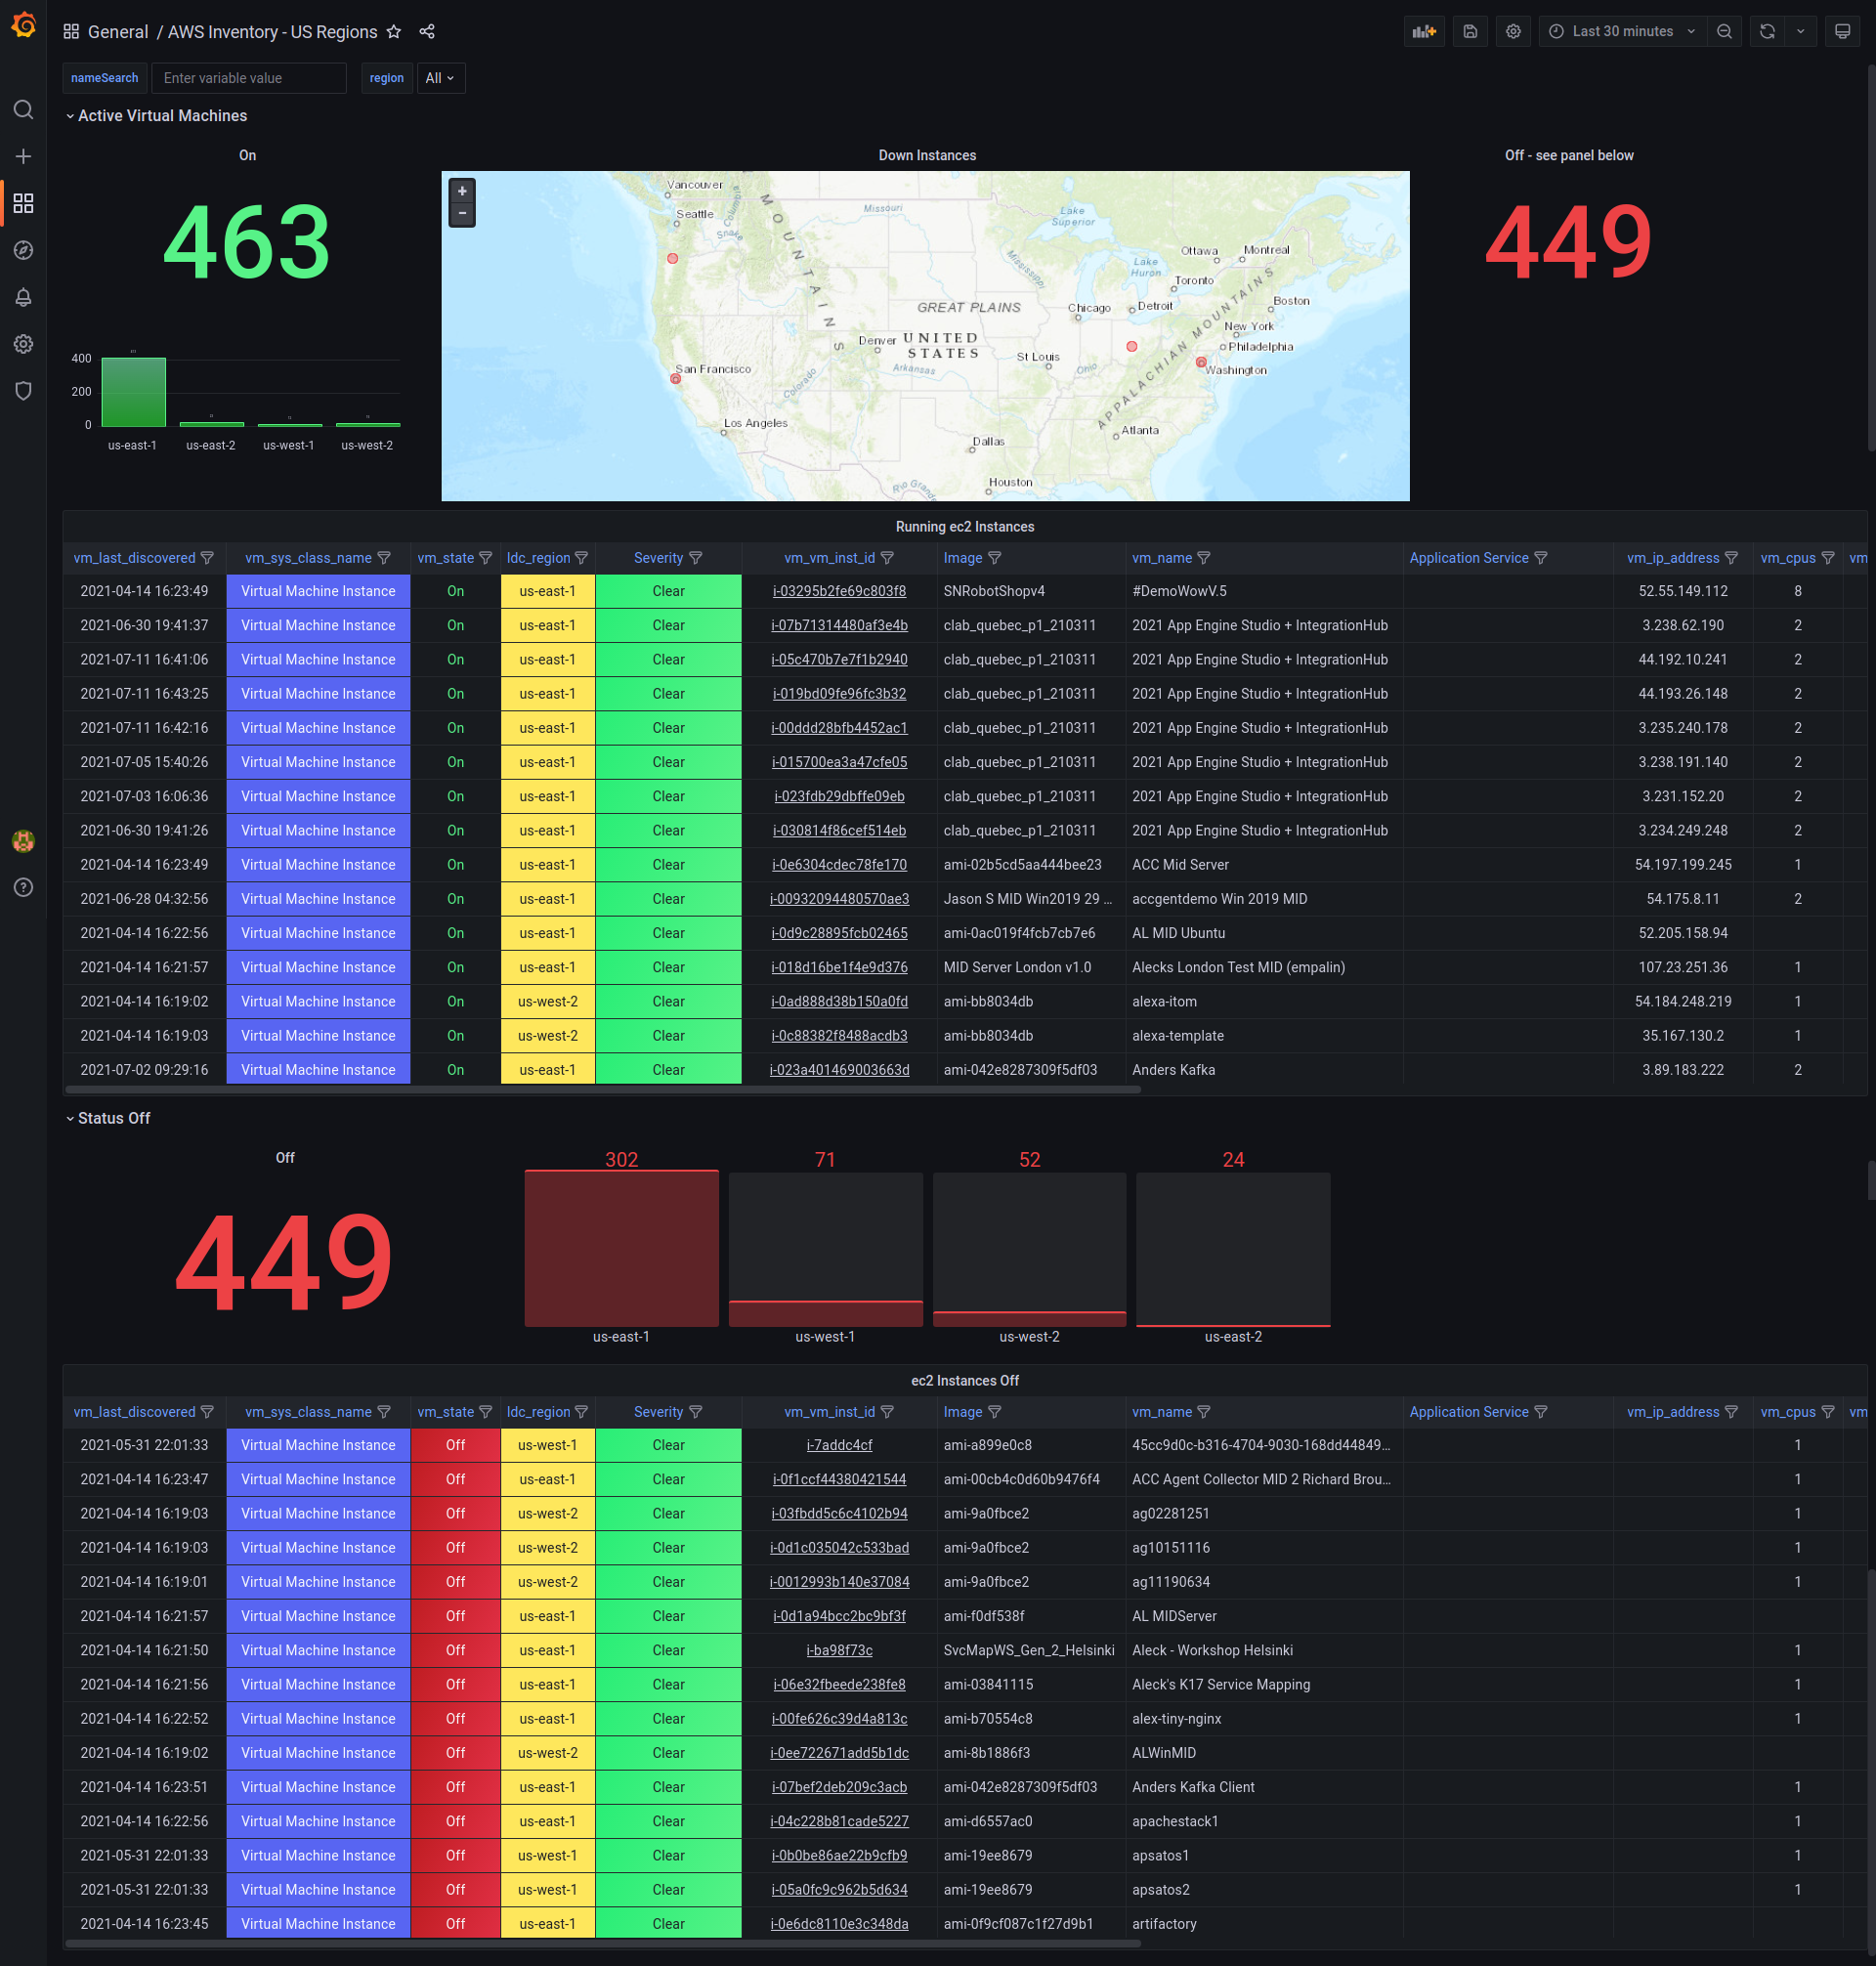 General / AWS Inventory - US Regions
Last 30 minutes
nameSearch Enter variable value region All
Active Virtual Machines
On
463
400
200
0
us-east-1 us-east-2 us-west-1 us-west-2
Down Instances
+
-
Vancouver
Seattle
Columbia
Snake
MOUNTAINS
Missouri
Lake Superior
Mississippi
Ottawa
Montreal
Lake Huron
Toronto
GREAT PLAINS
Chicago
Detroit
Boston
New York
Denver
UNITED STATES
Philadelphia
St Louis
San Francisco
Colorado
Arkansas
Ohio
APPALACHIAN MOUNTAINS
Washington
Los Angeles
Atlanta
Dallas
Houston
Rio Grande
Off - see panel below
449
Running ec2 Instances
vm_last_discovered vm_sys_class_name vm_state ldc_region Severity vm_vm_inst_id Image vm_name Application Service vm_ip_address vm_cpus vm
2021-04-14 16:23:49 Virtual Machine Instance On us-east-1 Clear i-03295b2fe69c803f8 SNRobotShopv4 #DemoWowV.5 52.55.149.112 8
2021-06-30 19:41:37 Virtual Machine Instance On us-east-1 Clear i-07b71314480af3e4b clab_quebec_p1_210311 2021 App Engine Studio + IntegrationHub 3.238.62.190 2
2021-07-11 16:41:06 Virtual Machine Instance On us-east-1 Clear i-05c470b7e7f1b2940 clab_quebec_p1_210311 2021 App Engine Studio + IntegrationHub 44.192.10.241 2
2021-07-11 16:43:25 Virtual Machine Instance On us-east-1 Clear i-019bd09fe96fc3b32 clab_quebec_p1_210311 2021 App Engine Studio + IntegrationHub 44.193.26.148 2
2021-07-11 16:42:16 Virtual Machine Instance On us-east-1 Clear i-00ddd28bfb4452ac1 clab_quebec_p1_210311 2021 App Engine Studio + IntegrationHub 3.235.240.178 2
2021-07-05 15:40:26 Virtual Machine Instance On us-east-1 Clear i-015700ea3a47cfe05 clab_quebec_p1_210311 2021 App Engine Studio + IntegrationHub 3.238.191.140 2
2021-07-03 16:06:36 Virtual Machine Instance On us-east-1 Clear i-023fdb29dbffe09eb clab_quebec_p1_210311 2021 App Engine Studio + IntegrationHub 3.231.152.20 2
2021-06-30 19:41:26 Virtual Machine Instance On us-east-1 Clear i-030814f86cef514eb clab_quebec_p1_210311 2021 App Engine Studio + IntegrationHub 3.234.249.248 2
2021-04-14 16:23:49 Virtual Machine Instance On us-east-1 Clear i-0e6304cdec78fe170 ami-02b5cd5aa444bee23 ACC Mid Server 54.197.199.245 1
2021-06-28 04:32:56 Virtual Machine Instance On us-east-1 Clear i-00932094480570ae3 Jason S MID Win2019 29 ... accgentdemo Win 2019 MID 54.175.8.11 2
2021-04-14 16:22:56 Virtual Machine Instance On us-east-1 Clear i-0d9c28895fcb02465 ami-0ac019f4fcb7cb7e6 AL MID Ubuntu 52.205.158.94
2021-04-14 16:21:57 Virtual Machine Instance On us-east-1 Clear i-018d16be1f4e9d376 MID Server London v1.0 Alecks London Test MID (empalin) 107.23.251.36 1
2021-04-14 16:19:02 Virtual Machine Instance On us-west-2 Clear i-0ad888d38b150a0fd ami-bb8034db alexa-itom 54.184.248.219 1
2021-04-14 16:19:03 Virtual Machine Instance On us-west-2 Clear i-0c88382f8488acdb3 ami-bb8034db alexa-template 35.167.130.2 1
2021-07-02 09:29:16 Virtual Machine Instance On us-east-1 Clear i-023a401469003663d ami-042e8287309f5df03 Anders Kafka 3.89.183.222 2
Status Off
Off
449
302 71 52 24
us-east-1 us-west-1 us-west-2 us-east-2
ec2 Instances Off
vm_last_discovered vm_sys_class_name vm_state ldc_region Severity vm_vm_inst_id Image vm_name Application Service vm_ip_address vm_cpus vm
2021-05-31 22:01:33 Virtual Machine Instance Off us-west-1 Clear i-7addc4cf ami-a899e0c8 45cc9d0c-b316-4704-9030-168dd44849... 1
2021-04-14 16:23:47 Virtual Machine Instance Off us-east-1 Clear i-0f1ccf44380421544 ami-00cb4c0d60b9476f4 ACC Agent Collector MID 2 Richard Brou... 1
2021-04-14 16:19:03 Virtual Machine Instance Off us-west-2 Clear i-03fbdd5c6c4102b94 ami-9a0fbce2 ag02281251 1
2021-04-14 16:19:03 Virtual Machine Instance Off us-west-2 Clear i-0d1c035042c533bad ami-9a0fbce2 ag10151116 1
2021-04-14 16:19:01 Virtual Machine Instance Off us-west-2 Clear i-0012993b140e37084 ami-9a0fbce2 ag11190634 1
2021-04-14 16:21:57 Virtual Machine Instance Off us-east-1 Clear i-0d1a94bcc2bc9bf3f ami-f0df538f AL MIDServer
2021-04-14 16:21:50 Virtual Machine Instance Off us-east-1 Clear i-ba98f73c SvcMapWS_Gen_2_Helsinki Aleck - Workshop Helsinki 1
2021-04-14 16:21:56 Virtual Machine Instance Off us-east-1 Clear i-06e32fbeede238fe8 ami-03841115 Aleck's K17 Service Mapping 1
2021-04-14 16:22:52 Virtual Machine Instance Off us-east-1 Clear i-00fe626c39d4a813c ami-b70554c8 alex-tiny-nginx 1
2021-04-14 16:19:02 Virtual Machine Instance Off us-west-2 Clear i-0ee722671add5b1dc ami-8b1886f3 ALWinMID
2021-04-14 16:23:51 Virtual Machine Instance Off us-east-1 Clear i-07bef2deb209c3acb ami-042e8287309f5df03 Anders Kafka Client 1
2021-04-14 16:22:56 Virtual Machine Instance Off us-east-1 Clear i-04c228b81cade5227 ami-d6557ac0 apachestack1 1
2021-05-31 22:01:33 Virtual Machine Instance Off us-west-1 Clear i-0b0be86ae22b9cfb9 ami-19ee8679 apsatos1 1
2021-05-31 22:01:33 Virtual Machine Instance Off us-west-1 Clear i-05a0fc9c962b5d634 ami-19ee8679 apsatos2 1
2021-04-14 16:23:45 Virtual Machine Instance Off us-east-1 Clear i-0e6dc8110e3c348da ami-0f9cf087c1f27d9b1 artifactory